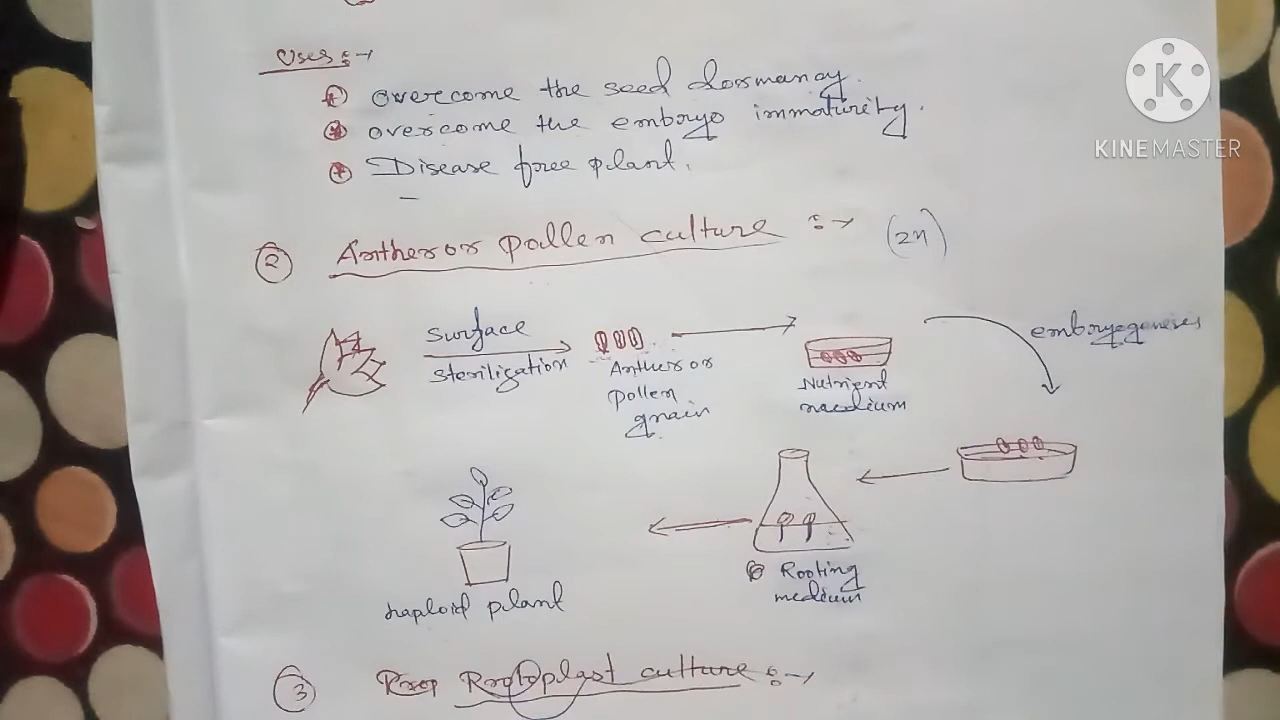 Uses :→
overcome the seed dormancy.
overcome the embryo immaturity.
Disease free plant.
2 Anther or pollen culture :→ (2n)
Surface sterilization
Anther or pollen grain
Nutrient medium
embryogenesis
Rooting medium
haploid plant
3 Protoplast culture :→
K
KINEMASTER